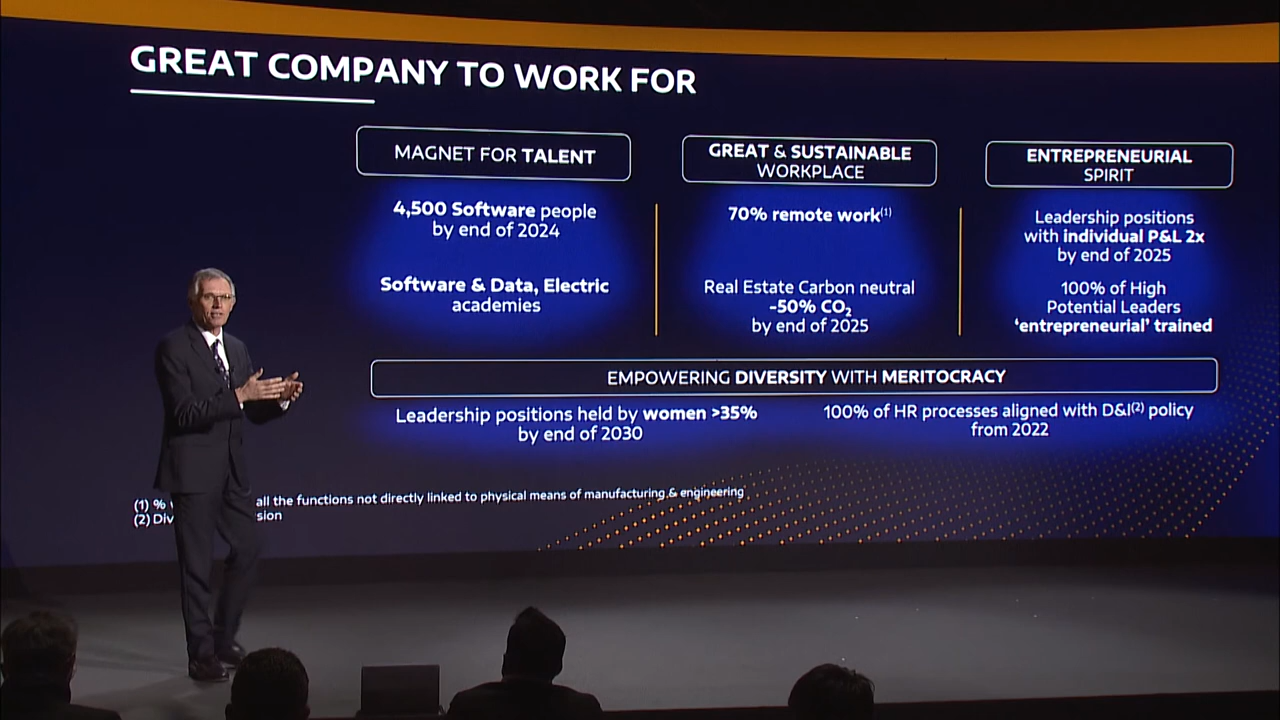 GREAT COMPANY TO WORK FOR
MAGNET FOR TALENT
4,500 Software people
by end of 2024
Software & Data, Electric
academies
GREAT & SUSTAINABLE
WORKPLACE
70% remote work(1)
Real Estate Carbon neutral
-50% CO₂
by end of 2025
ENTREPRENEURIAL
SPIRIT
Leadership positions
with individual P&L 2x
by end of 2025
100% of High
Potential Leaders
‘entrepreneurial’ trained
EMPOWERING DIVERSITY WITH MERITOCRACY
Leadership positions held by women >35%
by end of 2030
100% of HR processes aligned with D&I(2) policy
from 2022
(1) % all the functions not directly linked to physical means of manufacturing & engineering
(2)